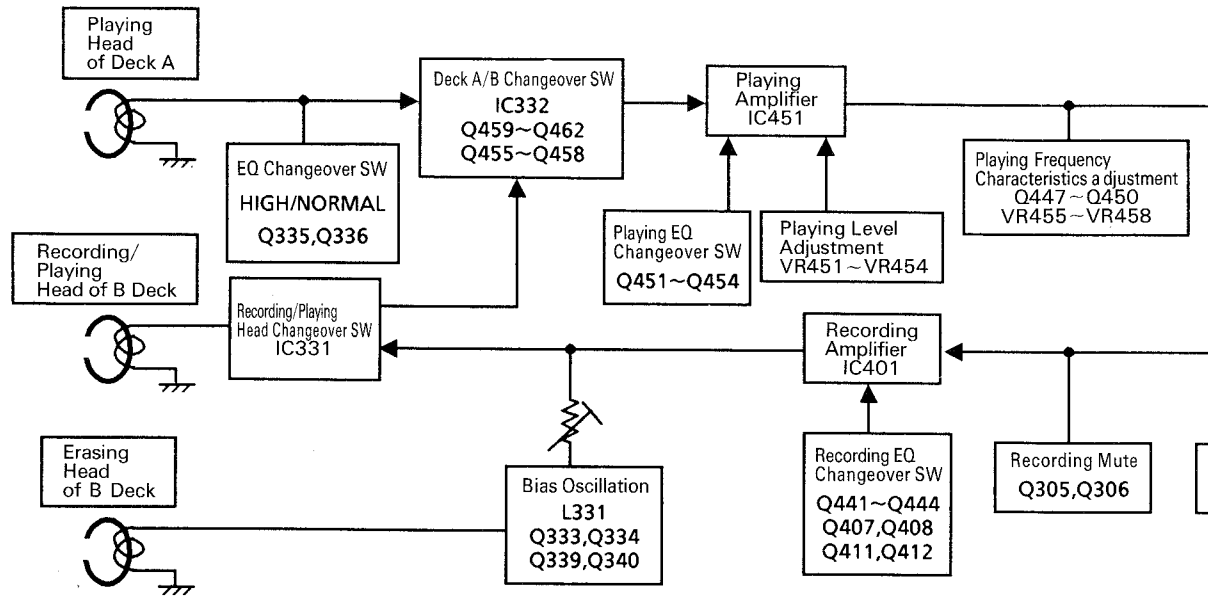 Playing
Head
of Deck A
Deck A/B Changeover SW
IC332
Q459~Q462
Q455~Q458
Playing
Amplifier
IC451
EQ Changeover SW
HIGH/NORMAL
Q335,Q336
Playing EQ
Changeover SW
Q451~Q454
Playing Level
Adjustment
VR451~VR454
Playing Frequency
Characteristics a djustment
Q447~Q450
VR455~VR458
Recording/
Playing
Head of B Deck
Recording/Playing
Head Changeover SW
IC331
Recording
Amplifier
IC401
Erasing
Head
of B Deck
Bias Oscillation
L331
Q333,Q334
Q339,Q340
Recording EQ
Changeover SW
Q441~Q444
Q407,Q408
Q411,Q412
Recording Mute
Q305,Q306